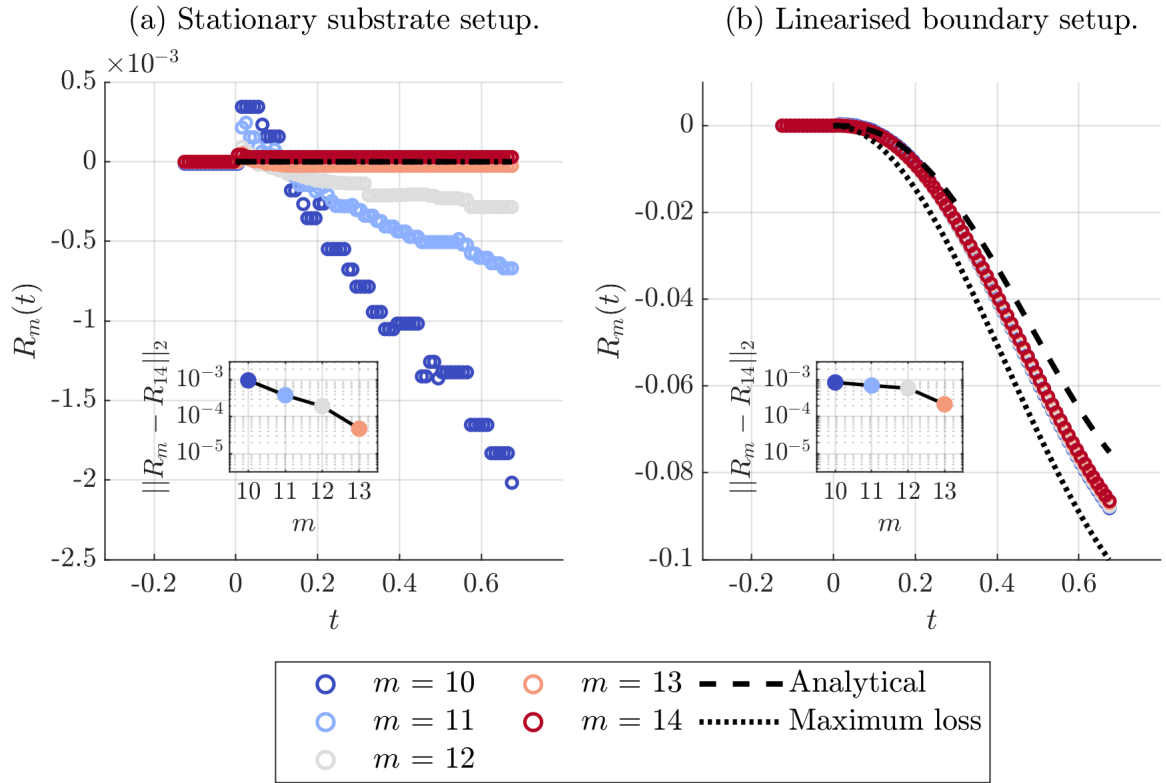 (a) Stationary substrate setup.
(b) Linearised boundary setup.
×10⁻³
0.5
0
-0.5
-1
-1.5
-2
-2.5
R_m(t)
-0.2 0 0.2 0.4 0.6
t
||R_m − R_14||_2
10⁻³
10⁻⁴
10⁻⁵
10 11 12 13
m
0
-0.02
-0.04
-0.06
-0.08
-0.1
R_m(t)
-0.2 0 0.2 0.4 0.6
t
||R_m − R_14||_2
10⁻³
10⁻⁴
10⁻⁵
10 11 12 13
m
m = 10 m = 13 Analytical
m = 11 m = 14 Maximum loss
m = 12